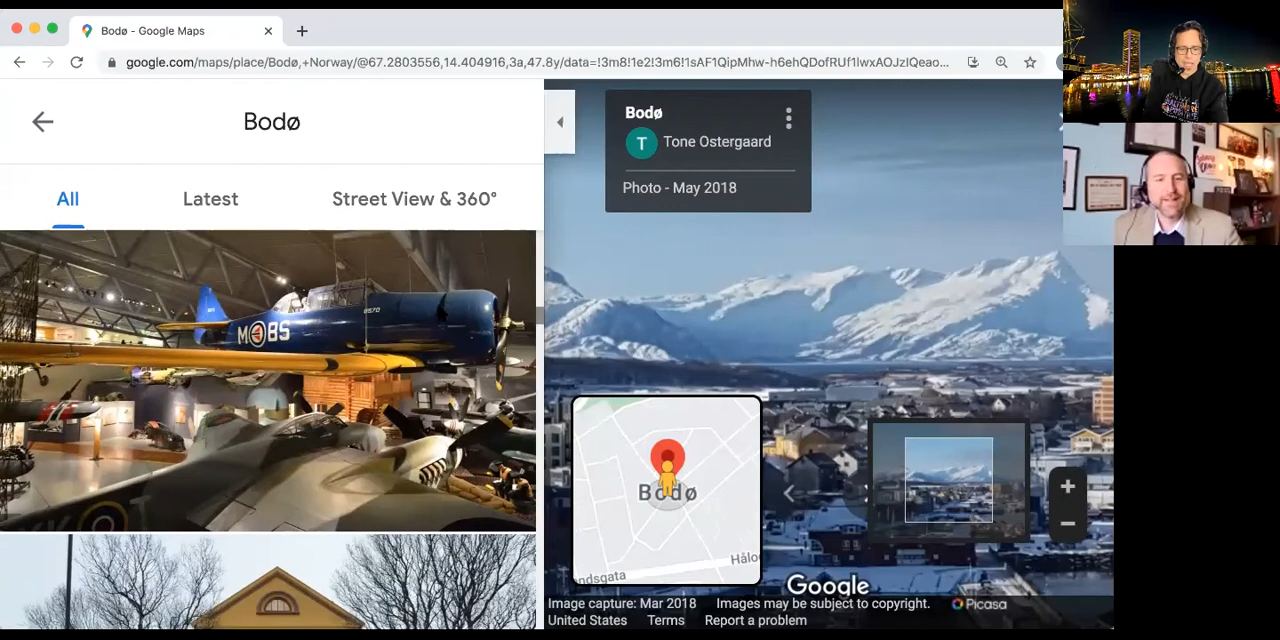 Bodø - Google Maps
google.com/maps/place/Bodø,+Norway/@67.2803556,14.404916,3a,47.8y/data=!3m8!1e2!3m6!1sAF1QipMhw-h6ehQDofRUf1lwxAOJzIQeao...
Bodø
All
Latest
Street View & 360°
M BS
Bodø
T
Tone Ostergaard
Photo - May 2018
Bodø
ndsgata
Hålo
Google
Image capture: Mar 2018
Images may be subject to copyright.
Picasa
United States
Terms
Report a problem